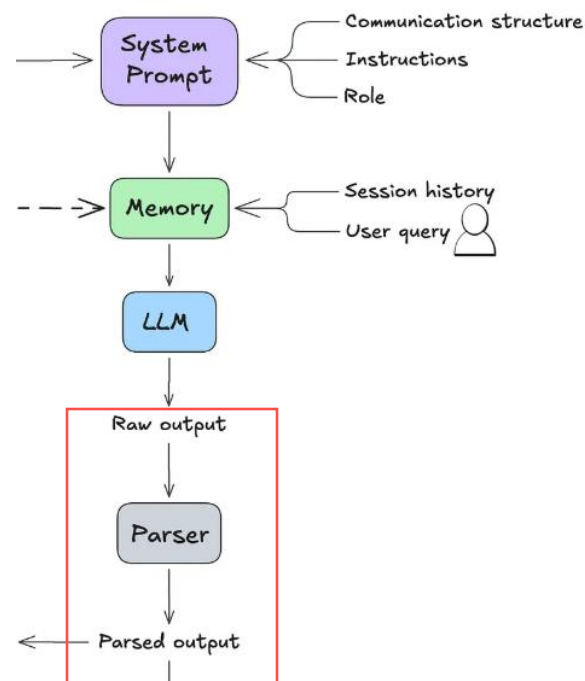 System
Prompt
Communication structure
Instructions
Role
Memory
Session history
User query
LLM
Raw output
Parser
Parsed output